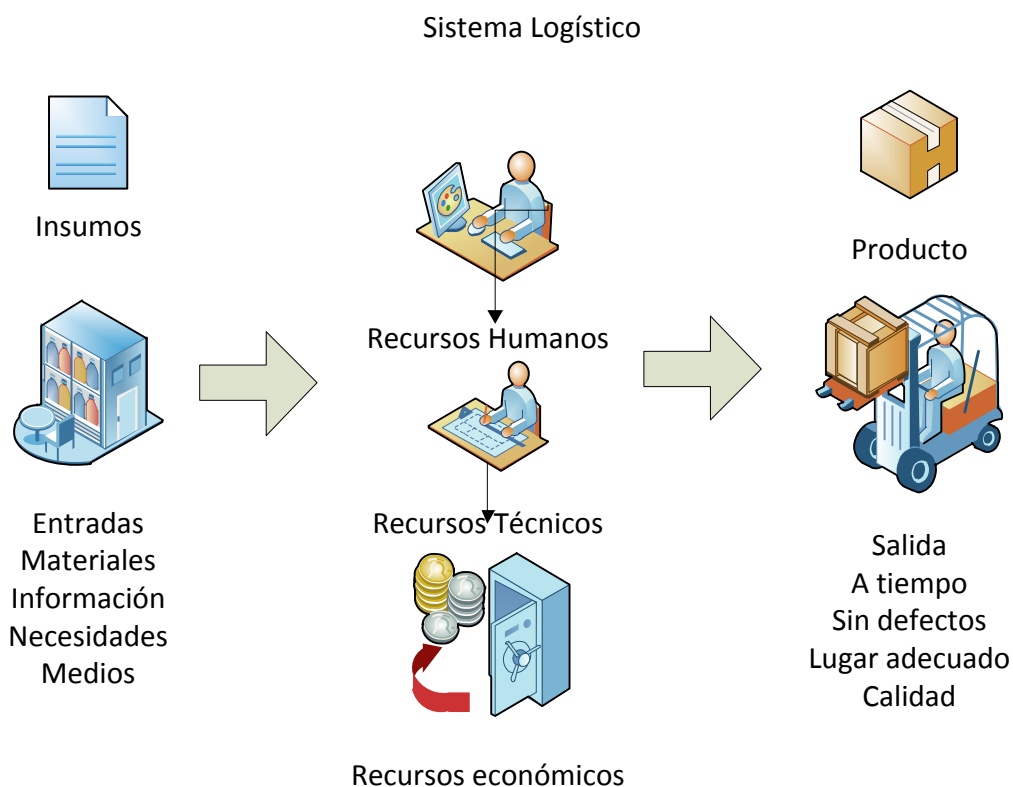 Sistema Logístico
Insumos
Entradas
Materiales
Información
Necesidades
Medios
Recursos Humanos
Recursos Técnicos
Recursos económicos
Producto
Salida
A tiempo
Sin defectos
Lugar adecuado
Calidad